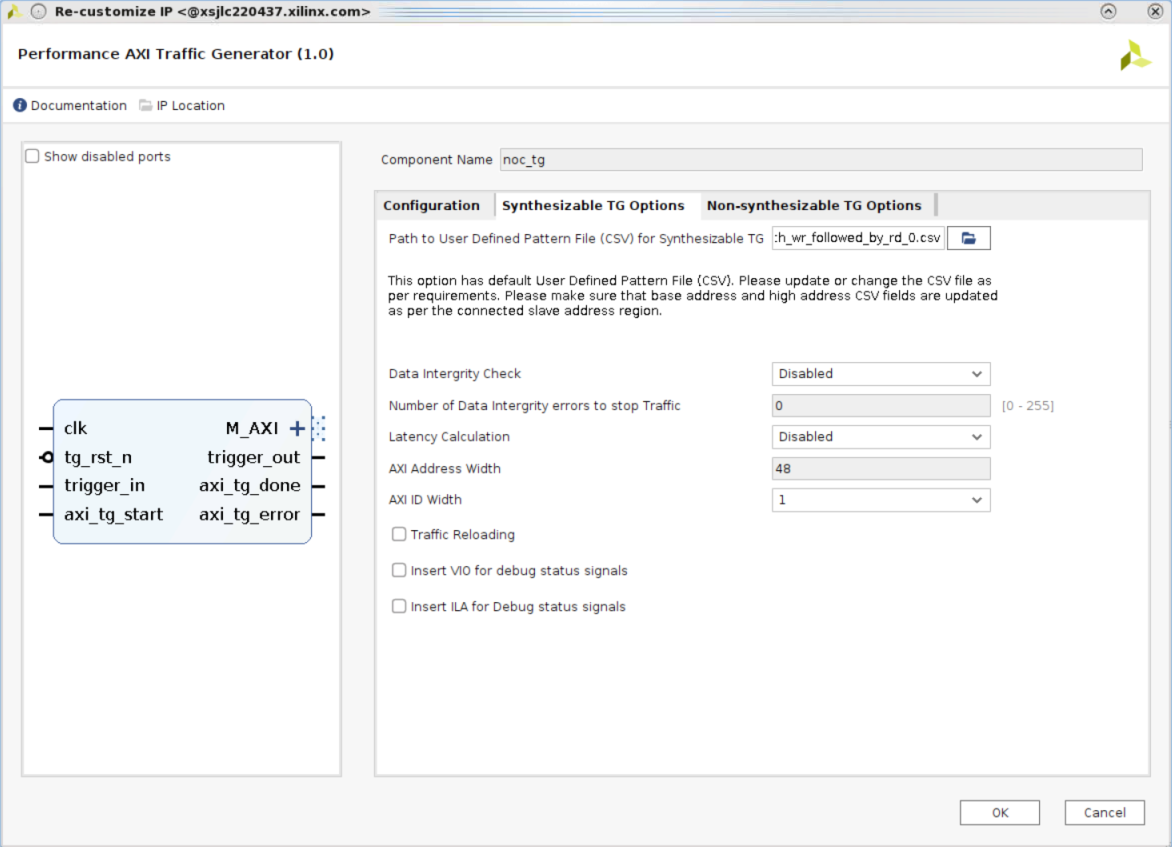 Re-customize IP <@xsjlc220437.xilinx.com>
Performance AXI Traffic Generator (1.0)
Documentation IP Location
Show disabled ports
Component Name noc_tg
Configuration Synthesizable TG Options Non-synthesizable TG Options
Path to User Defined Pattern File (CSV) for Synthesizable TG :h_wr_followed_by_rd_0.csv
This option has default User Defined Pattern File (CSV). Please update or change the CSV file as
per requirements. Please make sure that base address and high address CSV fields are updated
as per the connected slave address region.
Data Intergrity Check Disabled
Number of Data Intergrity errors to stop Traffic 0 [0 - 255]
Latency Calculation Disabled
AXI Address Width 48
AXI ID Width 1
Traffic Reloading
Insert VIO for debug status signals
Insert ILA for Debug status signals
clk M_AXI
tg_rst_n trigger_out
trigger_in axi_tg_done
axi_tg_start axi_tg_error
OK Cancel